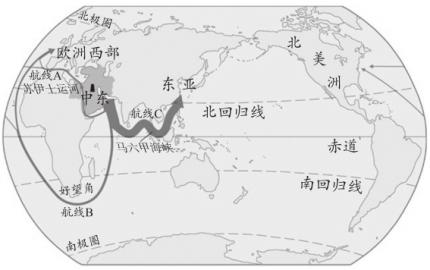 北极圈
欧洲西部
航线A
苏伊士运河
中东
东亚
航线C
马六甲海峡
北美洲
北回归线
赤道
南回归线
好望角
航线B
南极圈